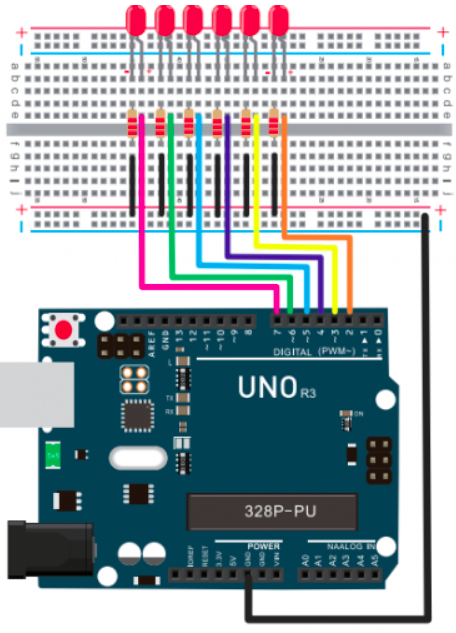 + +
− −
a b c d e
a b c d e
f g h i j
f g h i j
+ +
− −
AREF
GND
13
12
~11
~10
~9
8
7
~6
~5
4
~3
2
TX▶1
RX▶0
DIGITAL (PWM~)
L
TX
RX
UNO R3
ON
328P-PU
POWER
NAALOG IN
IOREF
RESET
3.3V
5V
GND
GND
VIN
A0
A1
A2
A3
A4
A5